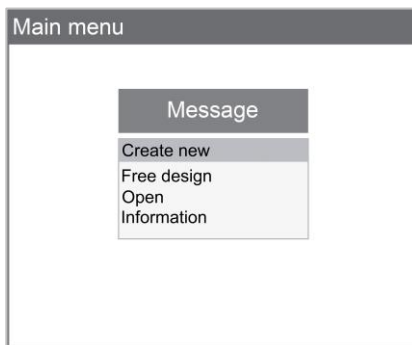 Main menu
Message
Create new
Free design
Open
Information